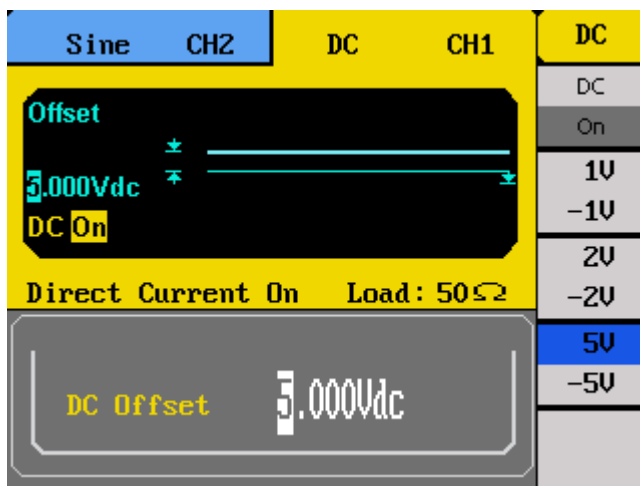 Sine CH2 DC CH1
Offset
5.000Vdc
DC On
Direct Current On Load: 50Ω
DC Offset 5.000Vdc
DC
DC
On
1V
-1V
2V
-2V
5V
-5V